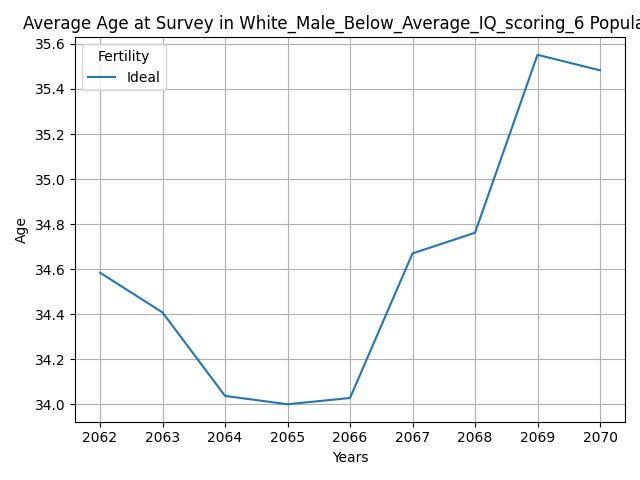 Average Age at Survey in White_Male_Below_Average_IQ_scoring_6 Popula
35.6
35.4
35.2
35.0
34.8
34.6
34.4
34.2
34.0
Age
Fertility
Ideal
2062 2063 2064 2065 2066 2067 2068 2069 2070
Years